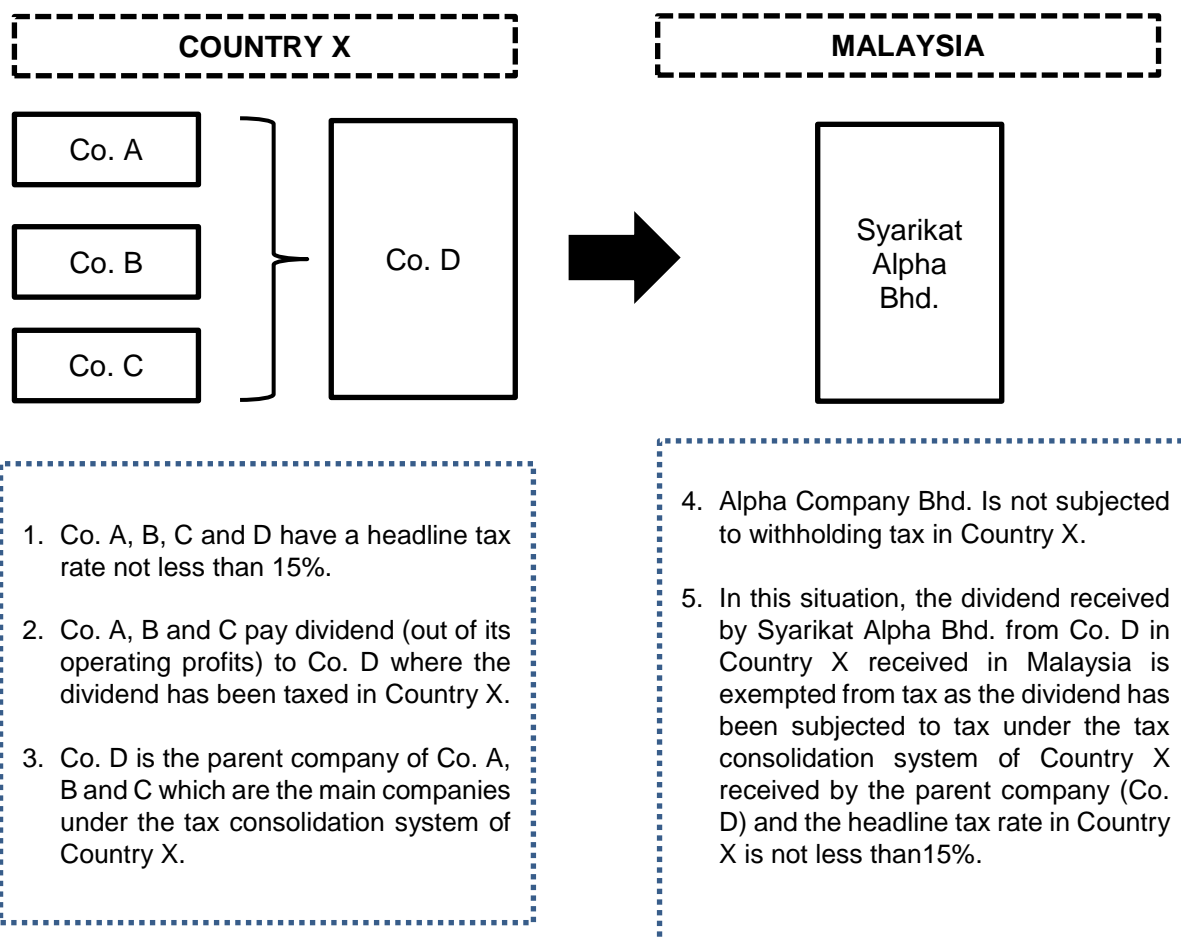 COUNTRY X
MALAYSIA
Co. A
Co. B
Co. C
Co. D
Syarikat
Alpha
Bhd.
1. Co. A, B, C and D have a headline tax
rate not less than 15%.
2. Co. A, B and C pay dividend (out of its
operating profits) to Co. D where the
dividend has been taxed in Country X.
3. Co. D is the parent company of Co. A,
B and C which are the main companies
under the tax consolidation system of
Country X.
4. Alpha Company Bhd. Is not subjected
to withholding tax in Country X.
5. In this situation, the dividend received
by Syarikat Alpha Bhd. from Co. D in
Country X received in Malaysia is
exempted from tax as the dividend has
been subjected to tax under the tax
consolidation system of Country X
received by the parent company (Co.
D) and the headline tax rate in Country
X is not less than15%.